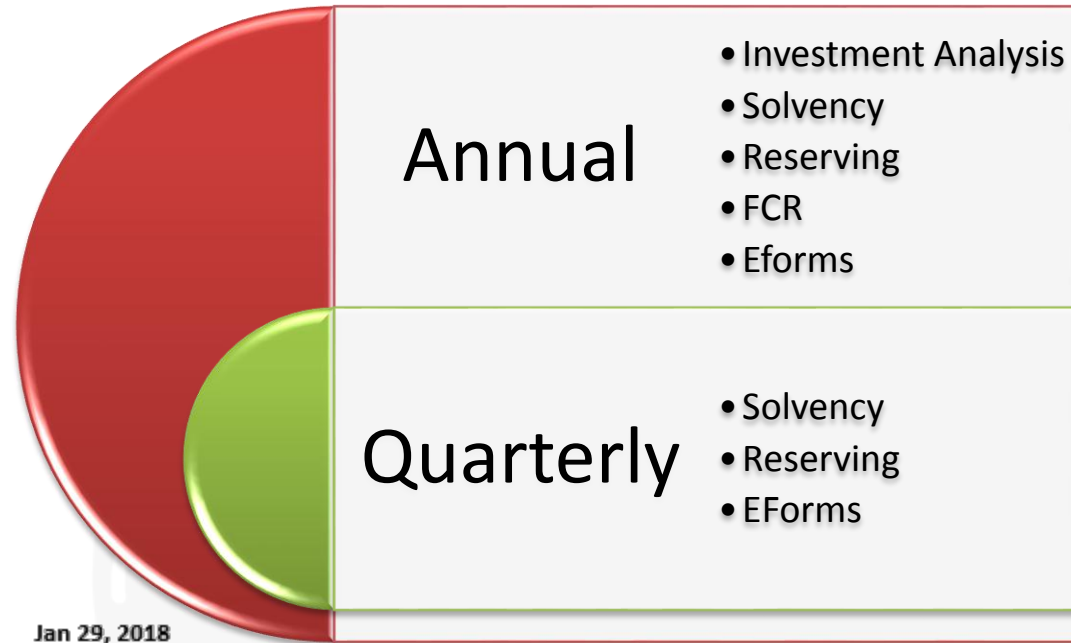 Annual
• Investment Analysis
• Solvency
• Reserving
• FCR
• Eforms
Quarterly
• Solvency
• Reserving
• EForms
Jan 29, 2018